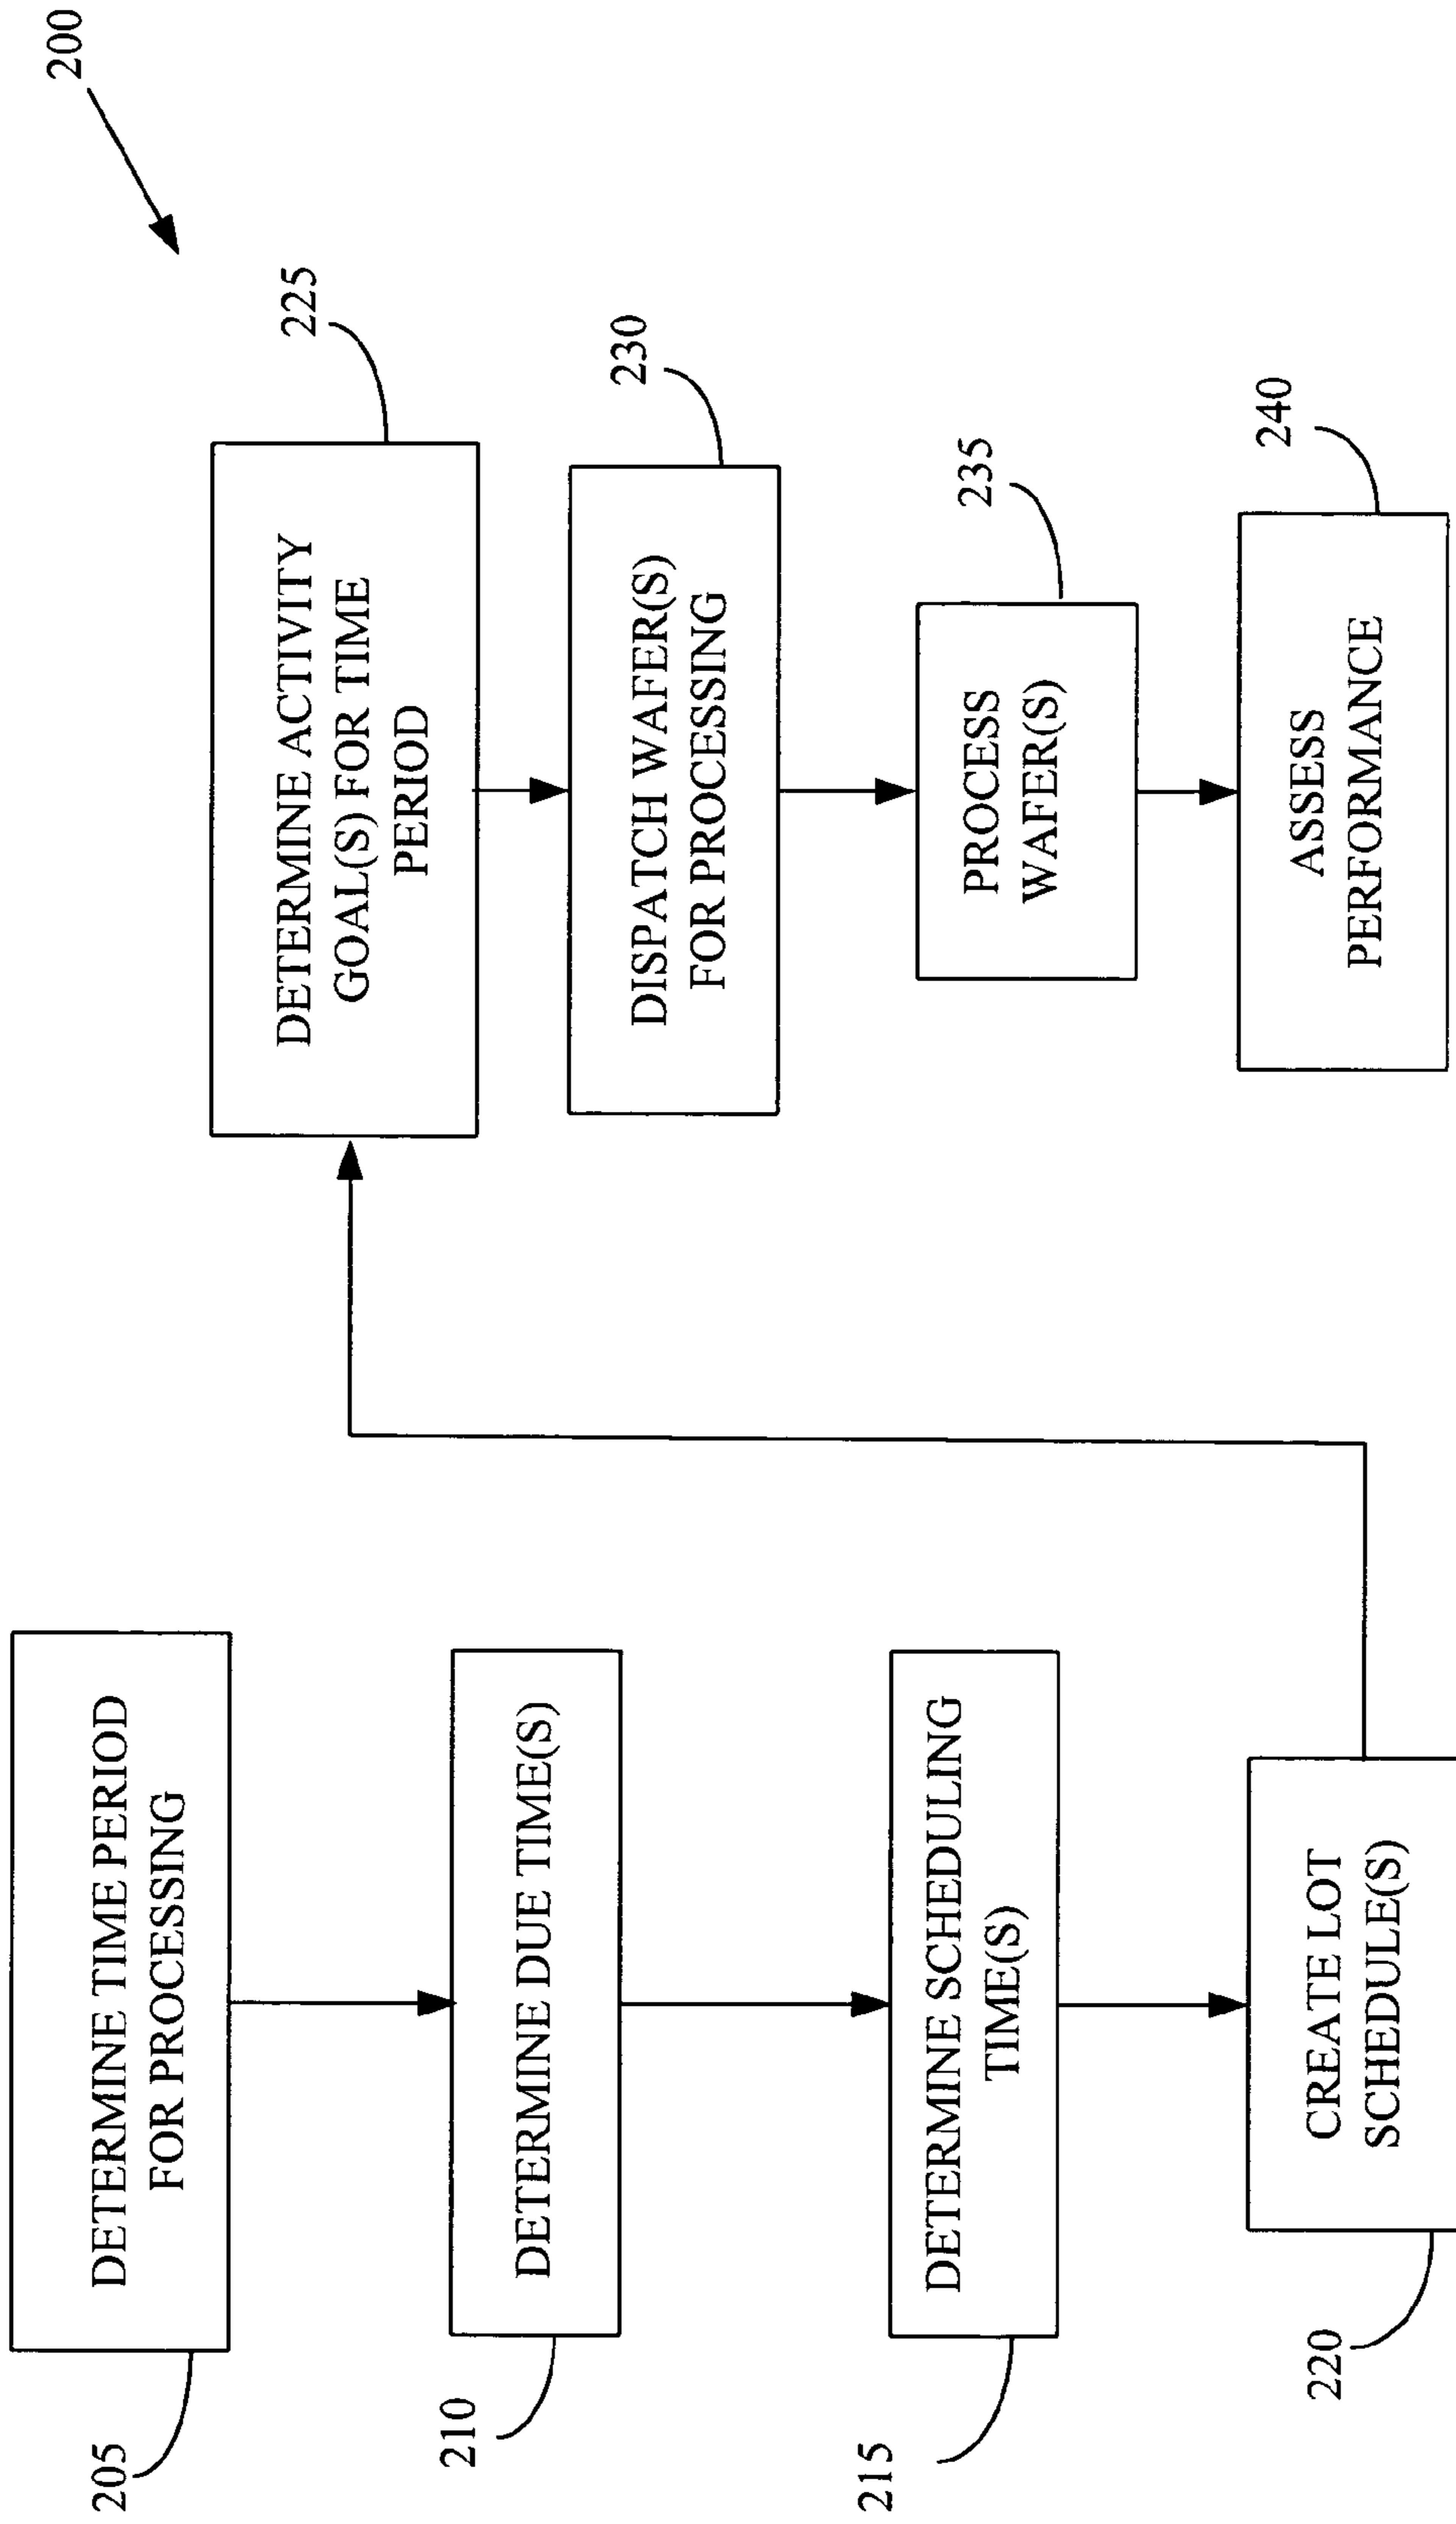 200
205
DETERMINE TIME PERIOD
FOR PROCESSING
210
DETERMINE DUE TIME(S)
215
DETERMINE SCHEDULING
TIME(S)
220
CREATE LOT
SCHEDULE(S)
225
DETERMINE ACTIVITY
GOAL(S) FOR TIME
PERIOD
230
DISPATCH WAFER(S)
FOR PROCESSING
235
PROCESS
WAFER(S)
240
ASSESS
PERFORMANCE